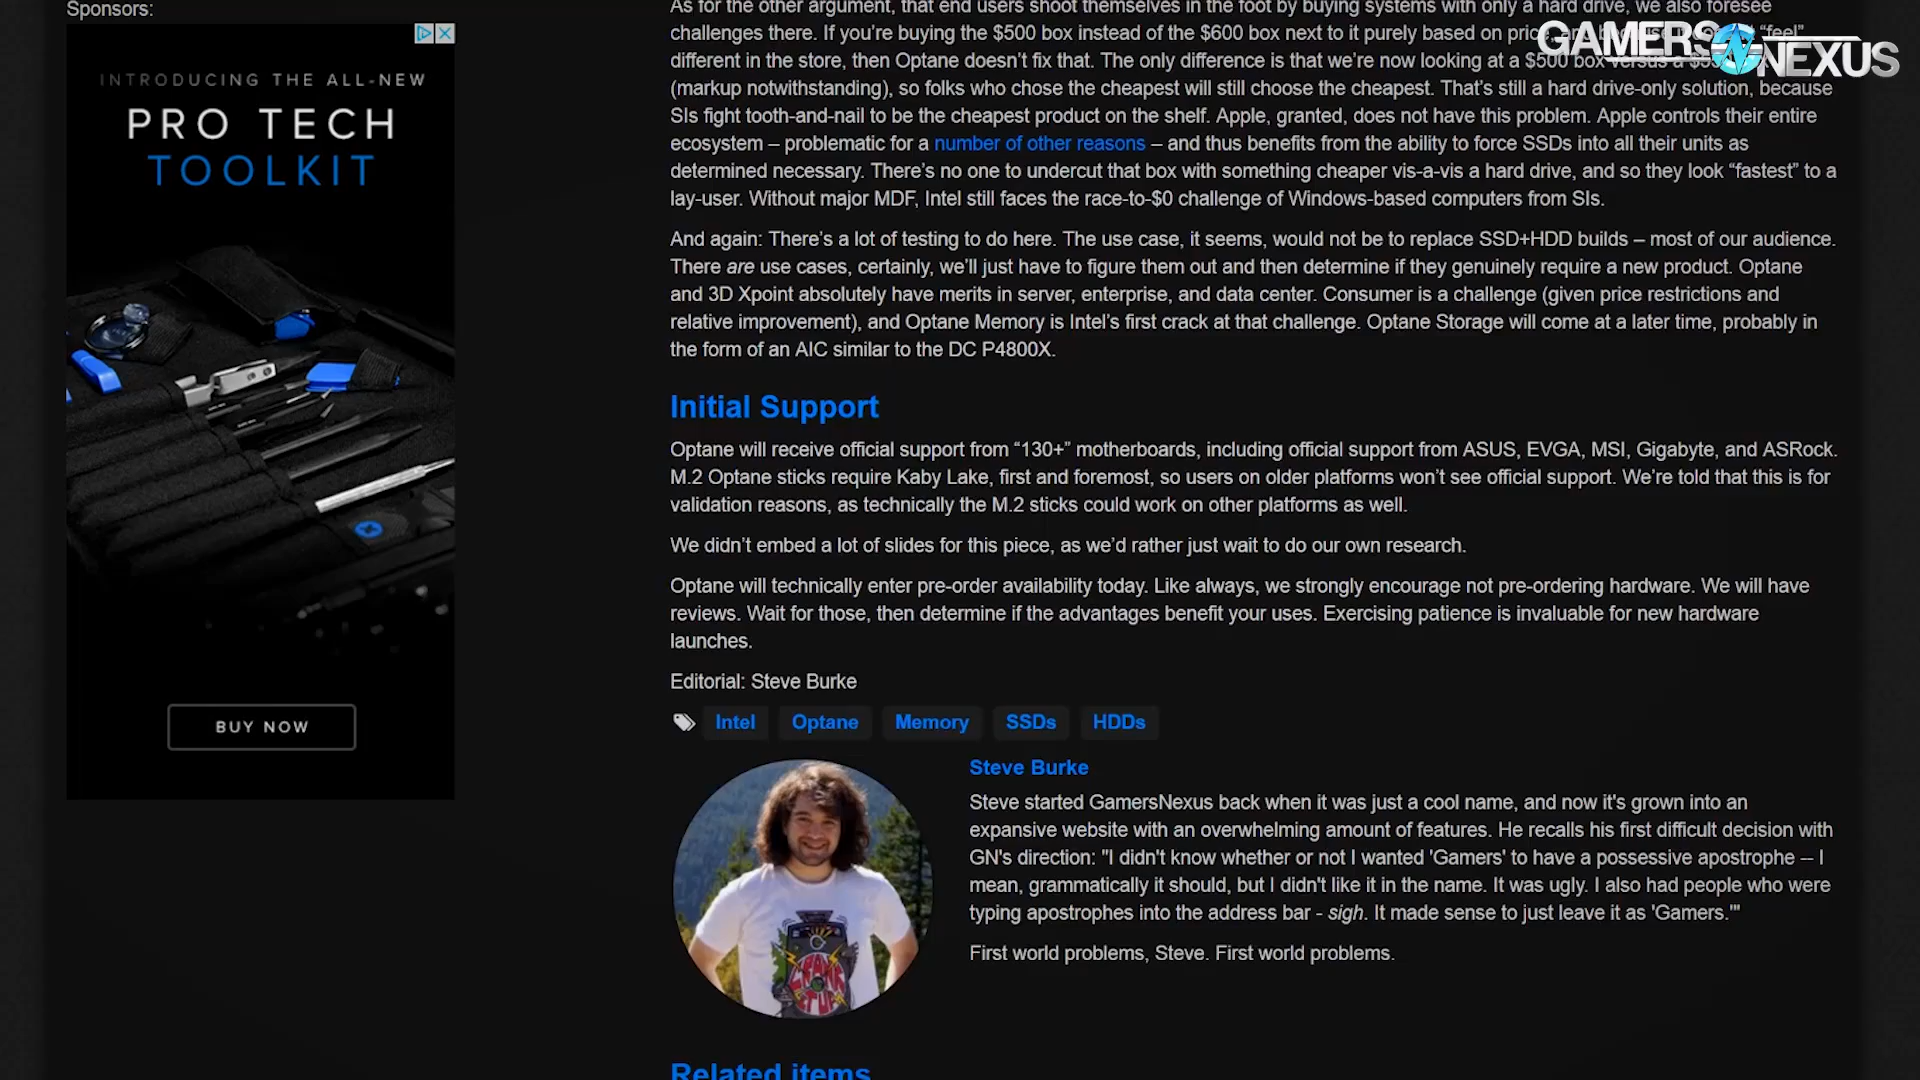 Sponsors:
INTRODUCING THE ALL-NEW
PRO TECH
TOOLKIT
BUY NOW
GAMERS NEXUS
As for the other argument, that end users shoot themselves in the foot by buying systems with only a hard drive, we also foresee
challenges there. If you’re buying the $500 box instead of the $600 box next to it purely based on price, “feel”
different in the store, then Optane doesn’t fix that. The only difference is that we’re now looking at a $500 box versus a
(markup notwithstanding), so folks who chose the cheapest will still choose the cheapest. That’s still a hard drive-only solution, because
SIs fight tooth-and-nail to be the cheapest product on the shelf. Apple, granted, does not have this problem. Apple controls their entire
ecosystem – problematic for a number of other reasons – and thus benefits from the ability to force SSDs into all their units as
determined necessary. There’s no one to undercut that box with something cheaper vis-a-vis a hard drive, and so they look “fastest” to a
lay-user. Without major MDF, Intel still faces the race-to-$0 challenge of Windows-based computers from SIs.
And again: There’s a lot of testing to do here. The use case, it seems, would not be to replace SSD+HDD builds – most of our audience.
There are use cases, certainly, we’ll just have to figure them out and then determine if they genuinely require a new product. Optane
and 3D Xpoint absolutely have merits in server, enterprise, and data center. Consumer is a challenge (given price restrictions and
relative improvement), and Optane Memory is Intel’s first crack at that challenge. Optane Storage will come at a later time, probably in
the form of an AIC similar to the DC P4800X.
Initial Support
Optane will receive official support from “130+” motherboards, including official support from ASUS, EVGA, MSI, Gigabyte, and ASRock.
M.2 Optane sticks require Kaby Lake, first and foremost, so users on older platforms won’t see official support. We’re told that this is for
validation reasons, as technically the M.2 sticks could work on other platforms as well.
We didn’t embed a lot of slides for this piece, as we’d rather just wait to do our own research.
Optane will technically enter pre-order availability today. Like always, we strongly encourage not pre-ordering hardware. We will have
reviews. Wait for those, then determine if the advantages benefit your uses. Exercising patience is invaluable for new hardware
launches.
Editorial: Steve Burke
Intel Optane Memory SSDs HDDs
CRANK IT UP
Steve Burke
Steve started GamersNexus back when it was just a cool name, and now it's grown into an
expansive website with an overwhelming amount of features. He recalls his first difficult decision with
GN's direction: "I didn't know whether or not I wanted 'Gamers' to have a possessive apostrophe -- I
mean, grammatically it should, but I didn't like it in the name. It was ugly. I also had people who were
typing apostrophes into the address bar - sigh. It made sense to just leave it as 'Gamers.'"
First world problems, Steve. First world problems.
Related items